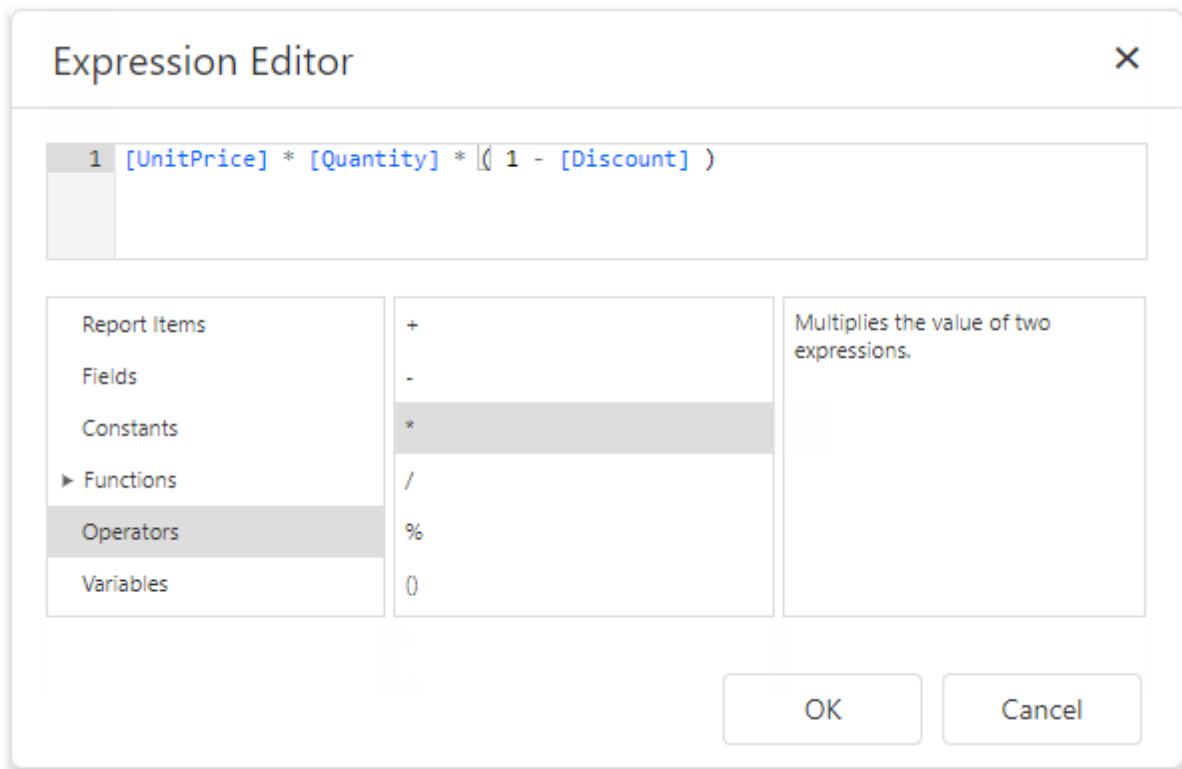 Expression Editor
1 [UnitPrice] * [Quantity] * ( 1 - [Discount] )
Report Items
Fields
Constants
Functions
Operators
Variables
+
-
*
/
%
()
Multiplies the value of two
expressions.
OK
Cancel